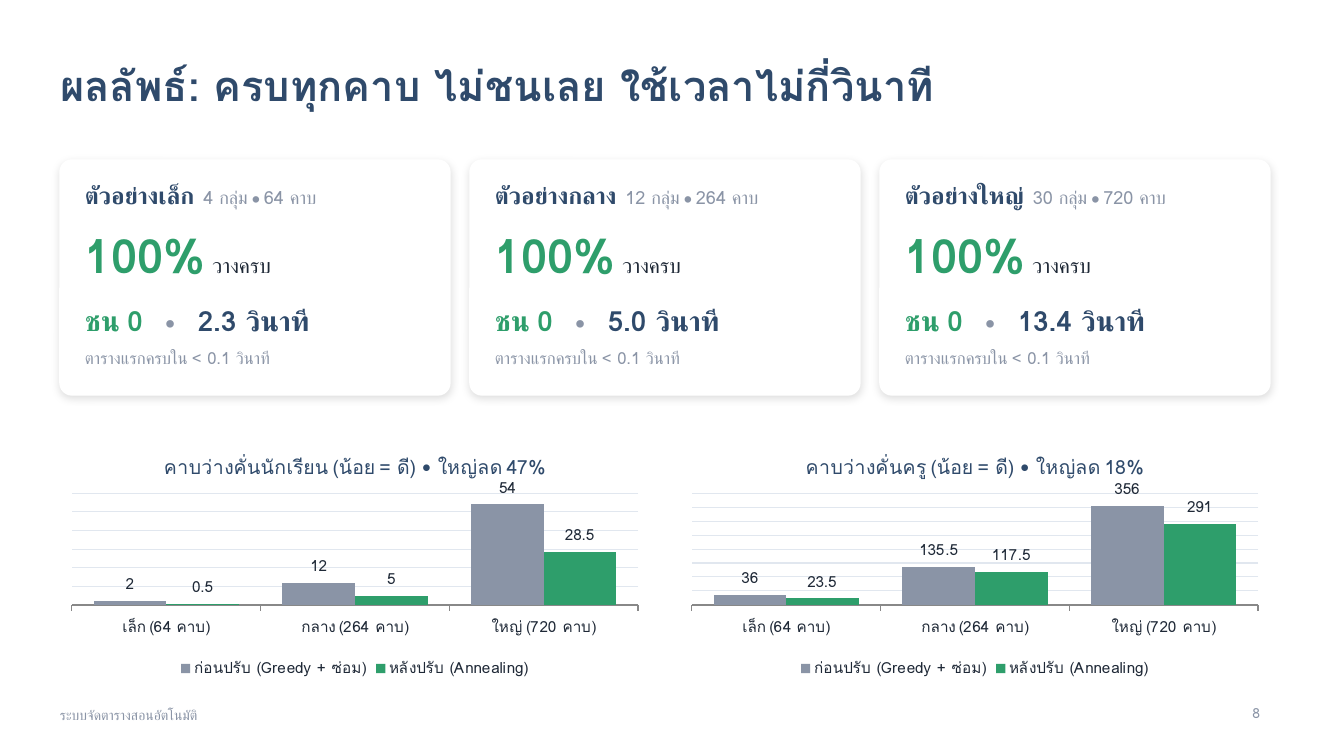 ผลลัพธ์: ครบทุกคาบ ไม่ชนเลย ใช้เวลาไม่กี่วินาที
ตัวอย่างเล็ก 4 กลุ่ม • 64 คาบ
100% วางครบ
ชน 0 • 2.3 วินาที
ตารางแรกครบใน < 0.1 วินาที
ตัวอย่างกลาง 12 กลุ่ม • 264 คาบ
100% วางครบ
ชน 0 • 5.0 วินาที
ตารางแรกครบใน < 0.1 วินาที
ตัวอย่างใหญ่ 30 กลุ่ม • 720 คาบ
100% วางครบ
ชน 0 • 13.4 วินาที
ตารางแรกครบใน < 0.1 วินาที
คาบว่างคั่นนักเรียน (น้อย = ดี) • ใหญ่ลด 47%
2 0.5 12 5 54 28.5
เล็ก (64 คาบ) กลาง (264 คาบ) ใหญ่ (720 คาบ)
ก่อนปรับ (Greedy + ซ่อม) หลังปรับ (Annealing)
คาบว่างคั่นครู (น้อย = ดี) • ใหญ่ลด 18%
36 23.5 135.5 117.5 356 291
เล็ก (64 คาบ) กลาง (264 คาบ) ใหญ่ (720 คาบ)
ก่อนปรับ (Greedy + ซ่อม) หลังปรับ (Annealing)
ระบบจัดตารางสอนอัตโนมัติ
8